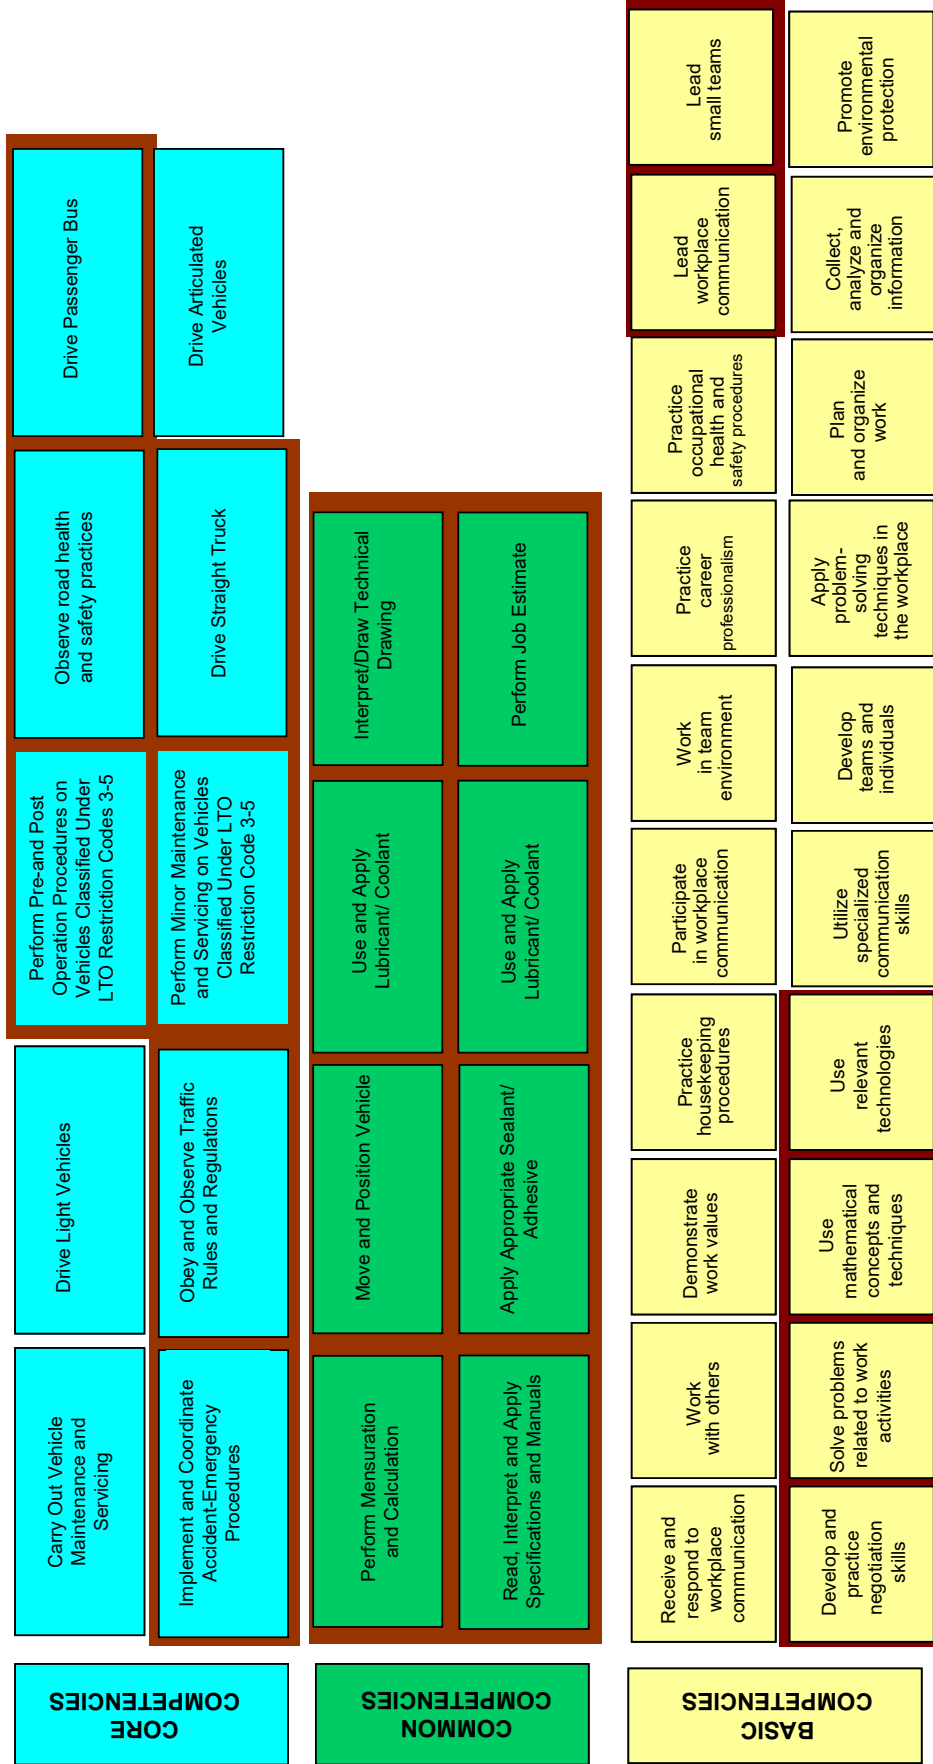 CORE
COMPETENCIES
Carry Out Vehicle
Maintenance and
Servicing
Drive Light Vehicles
Perform Pre-and Post
Operation Procedures on
Vehicles Classified Under
LTO Restriction Codes 3-5
Observe road health
and safety practices
Drive Passenger Bus
Implement and Coordinate
Accident-Emergency
Procedures
Obey and Observe Traffic
Rules and Regulations
Perform Minor Maintenance
and Servicing on Vehicles
Classified Under LTO
Restriction Code 3-5
Drive Straight Truck
Drive Articulated
Vehicles
COMMON
COMPETENCIES
Perform Mensuration
and Calculation
Move and Position Vehicle
Use and Apply
Lubricant/ Coolant
Interpret/Draw Technical
Drawing
Read, Interpret and Apply
Specifications and Manuals
Apply Appropriate Sealant/
Adhesive
Use and Apply
Lubricant/ Coolant
Perform Job Estimate
BASIC
COMPETENCIES
Receive and
respond to
workplace
communication
Work
with others
Demonstrate
work values
Practice
housekeeping
procedures
Participate
in workplace
communication
Work
in team
environment
Practice
career
professionalism
Practice
occupational
health and
safety procedures
Lead
workplace
communication
Lead
small teams
Develop and
practice
negotiation
skills
Solve problems
related to work
activities
Use
mathematical
concepts and
techniques
Use
relevant
technologies
Utilize
specialized
communication
skills
Develop
teams and
individuals
Apply
problem-
solving
techniques in
the workplace
Plan
and organize
work
Collect,
analyze and
organize
information
Promote
environmental
protection